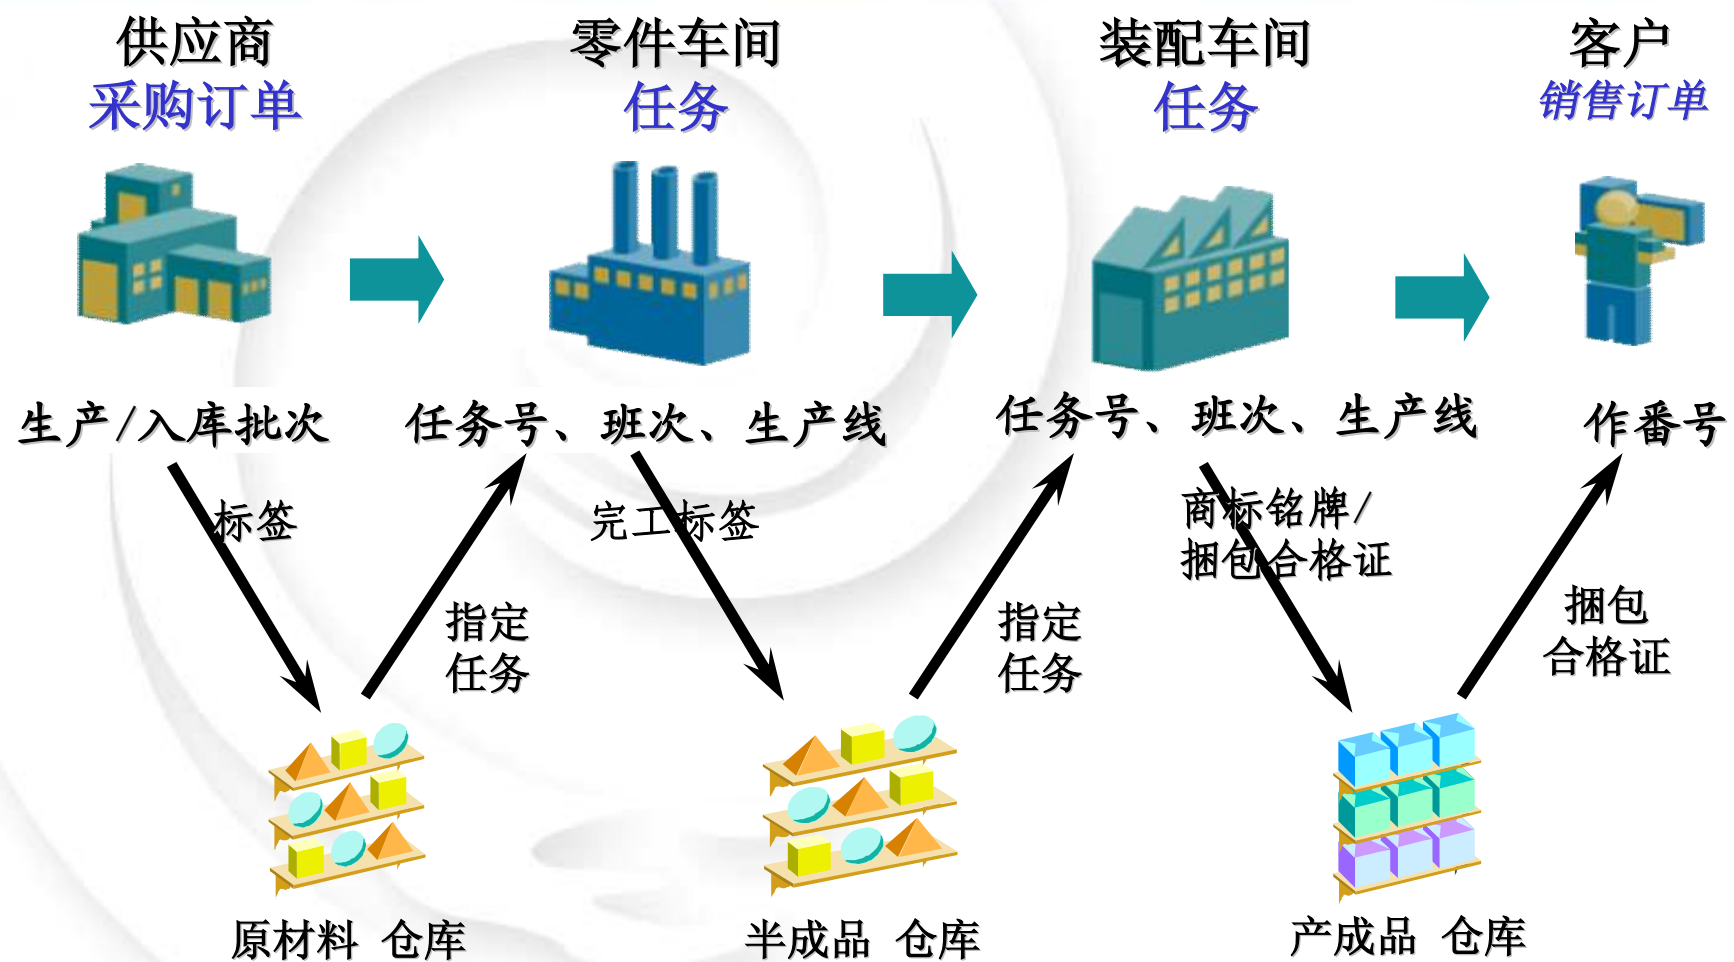 供应商
采购订单
零件车间
任务
装配车间
任务
客户
销售订单
生产/入库批次
任务号、班次、生产线
任务号、班次、生产线
作番号
标签
完工标签
商标铭牌/
捆包合格证
指定
任务
指定
任务
捆包
合格证
原材料 仓库
半成品 仓库
产成品 仓库